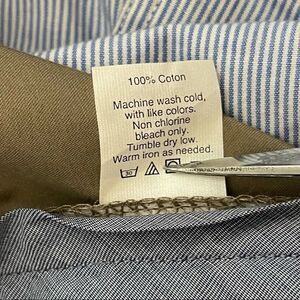 100% Coton
Machine wash cold,
with like colors.
Non chlorine
bleach only.
Tumble dry low.
Warm iron as needed.
30